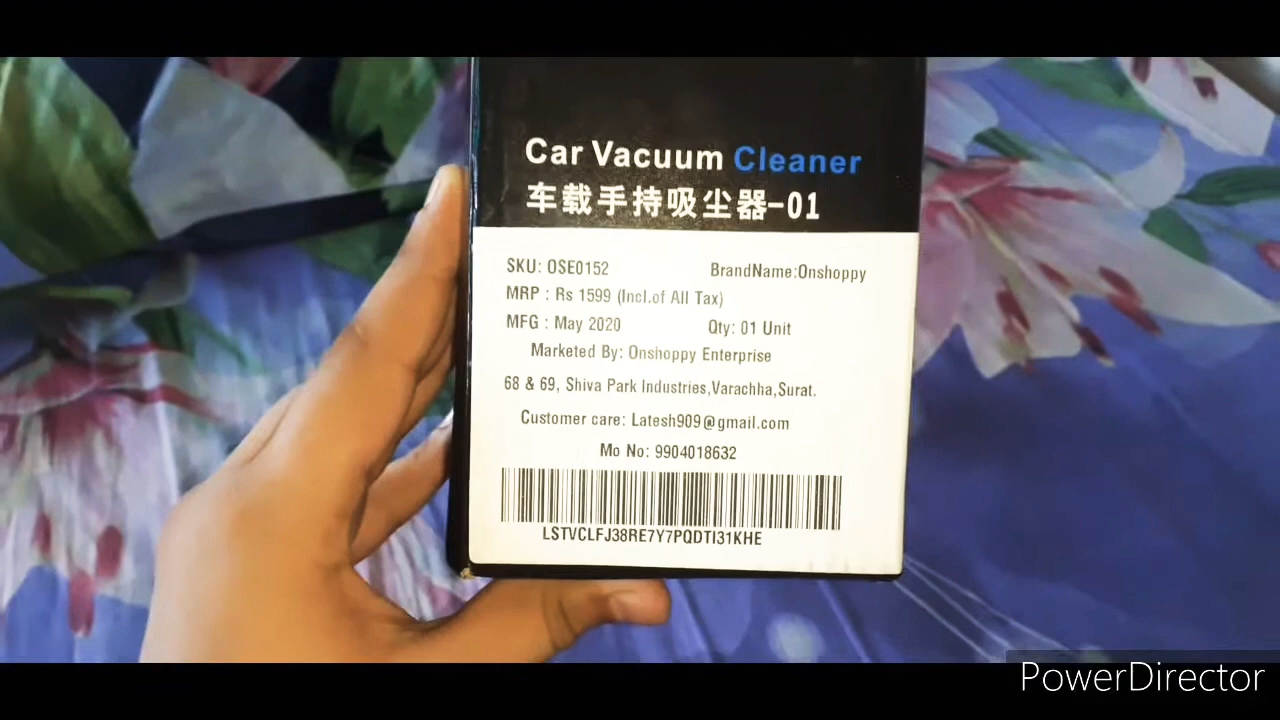 Car Vacuum Cleaner
车载手持吸尘器-01
SKU: OSE0152 BrandName:Onshoppy
MRP : Rs 1599 (Incl.of All Tax)
MFG : May 2020 Qty: 01 Unit
Marketed By: Onshoppy Enterprise
68 & 69, Shiva Park Industries,Varachha,Surat.
Customer care: Latesh909@gmail.com
Mo No: 9904018632
LSTVCLFJ38RE7Y7PQDTI31KHE
PowerDirector